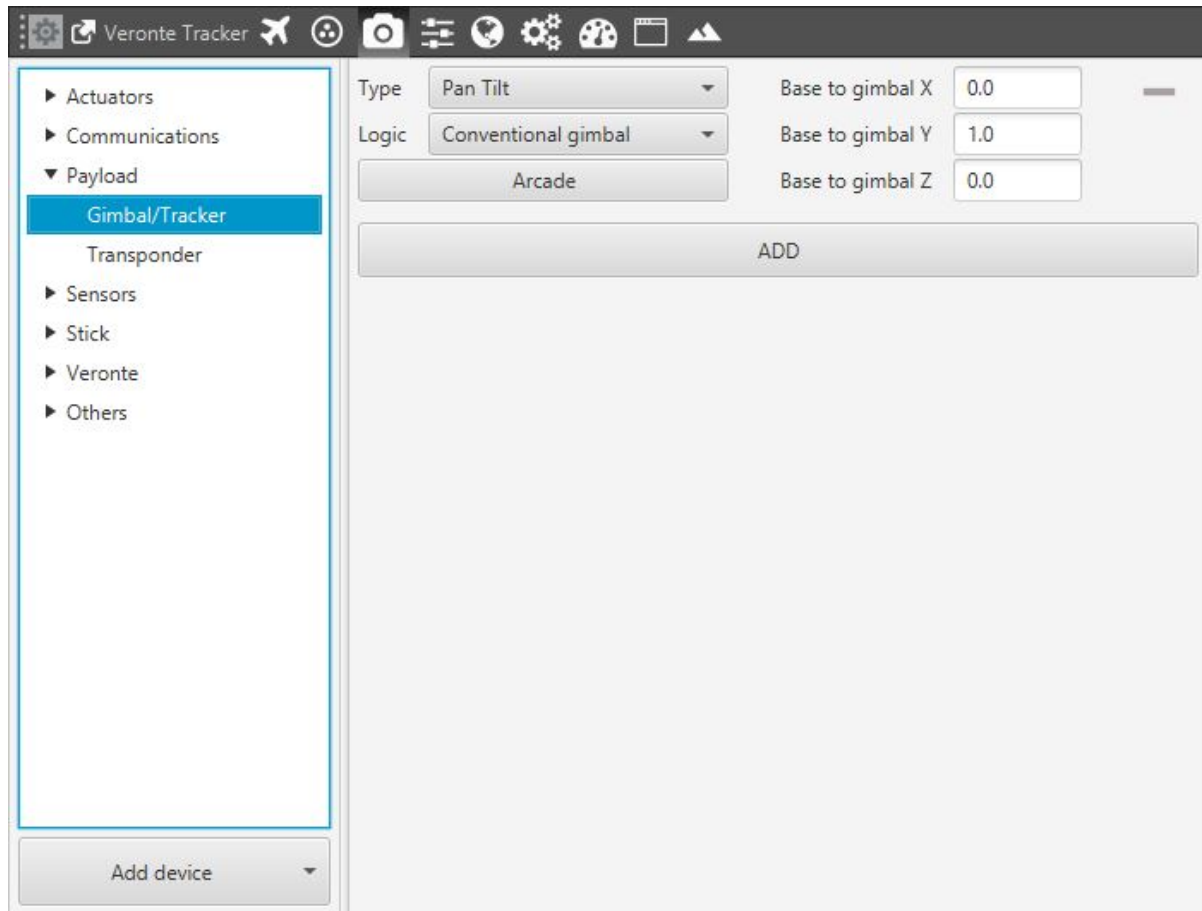 Veronte Tracker
Actuators
Communications
Payload
Gimbal/Tracker
Transponder
Sensors
Stick
Veronte
Others
Add device
Type Pan Tilt Base to gimbal X 0.0
Logic Conventional gimbal Base to gimbal Y 1.0
Arcade Base to gimbal Z 0.0
ADD